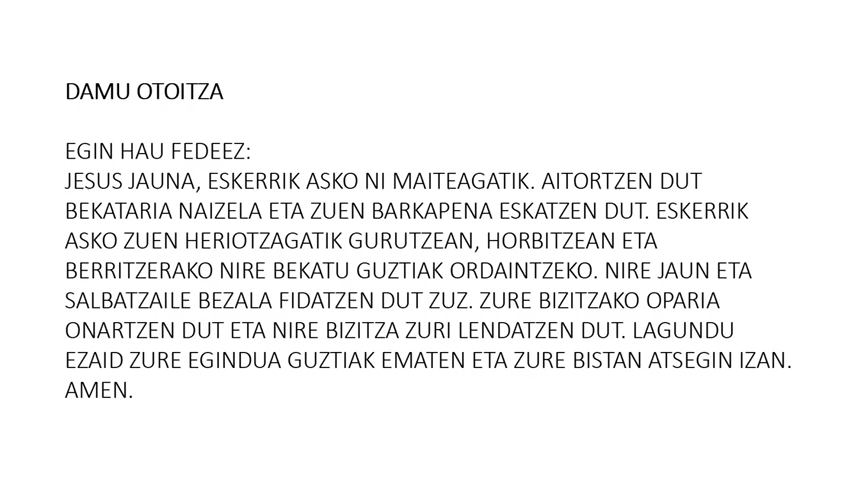 DAMU OTOITZA
EGIN HAU FEDEEZ:
JESUS JAUNA, ESKERRIK ASKO NI MAITEAGATIK. AITORTZEN DUT
BEKATARIA NAIZELA ETA ZUEN BARKAPENA ESKATZEN DUT. ESKERRIK
ASKO ZUEN HERIOTZAGATIK GURUTZEAN, HORBITZEAN ETA
BERRITZERAKO NIRE BEKATU GUZTIAK ORDAINTZEKO. NIRE JAUN ETA
SALBATZAILE BEZALA FIDATZEN DUT ZUZ. ZURE BIZITZAKO OPARIA
ONARTZEN DUT ETA NIRE BIZITZA ZURI LENDATZEN DUT. LAGUNDU
EZAID ZURE EGINDUA GUZTIAK EMATEN ETA ZURE BISTAN ATSEGIN IZAN.
AMEN.